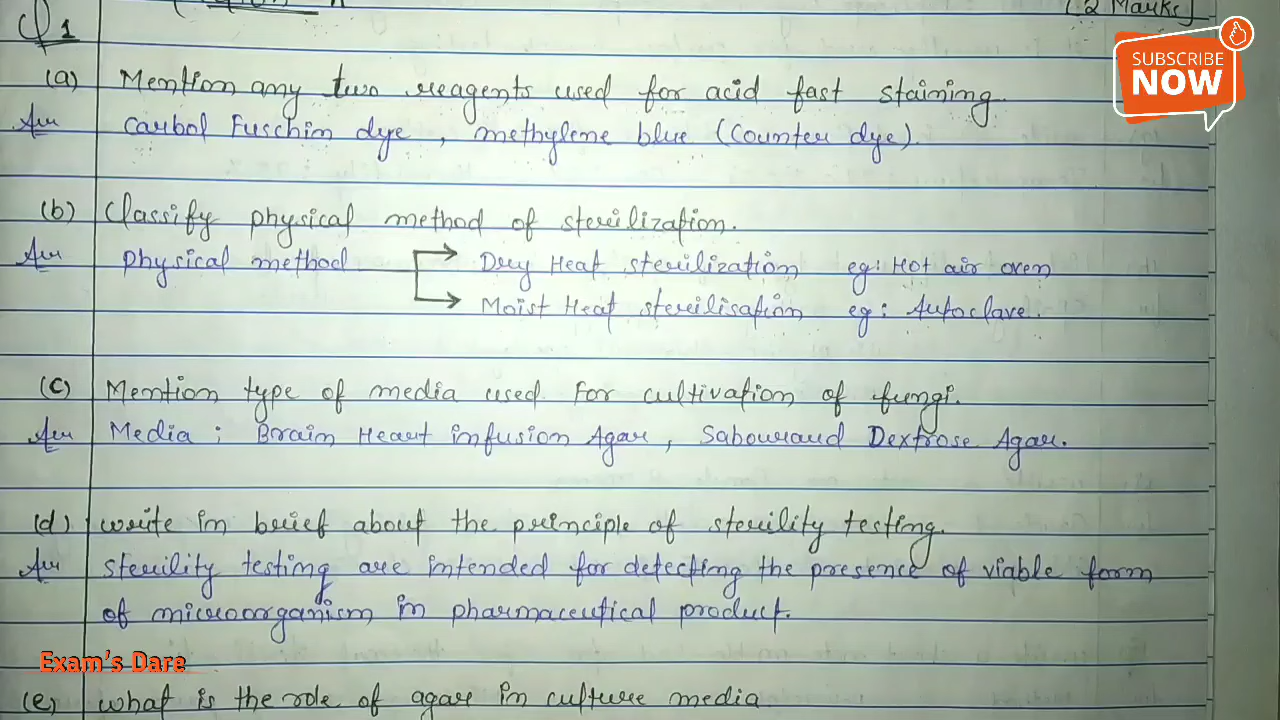 [2 Marks]
Q1
(a) Mention any two reagents used for acid fast staining.
Ans Carbol Fuschin dye, methylene blue (Counter dye).
(b) Classify physical method of sterilization.
Ans Physical method
Dry Heat sterilization eg: Hot air oven
Moist Heat sterilisation eg: Autoclave.
(c) Mention type of media used for cultivation of fungi.
Ans Media: Brain Heart infusion Agar, Sabouraud Dextrose Agar.
(d) write in brief about the principle of sterility testing.
Ans sterility testing are intended for detecting the presence of viable form
of microorganism in pharmaceutical product.
(e) what is the role of agar in culture media
SUBSCRIBE
NOW
Exam's Dare